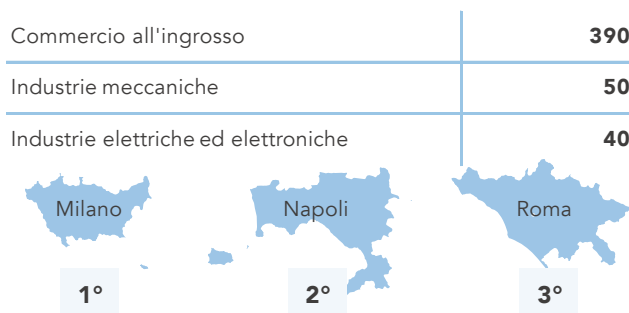 Commercio all'ingrosso 390
Industrie meccaniche 50
Industrie elettriche ed elettroniche 40
Milano Napoli Roma
1° 2° 3°